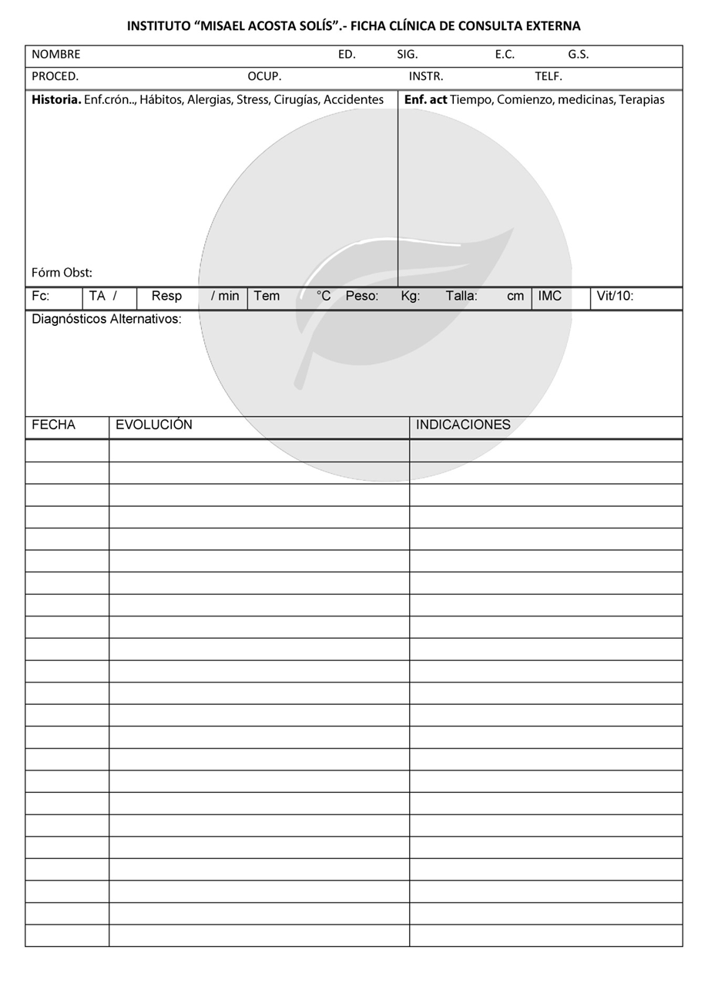 INSTITUTO “MISAEL ACOSTA SOLÍS”.- FICHA CLÍNICA DE CONSULTA EXTERNA
NOMBRE ED. SIG. E.C. G.S.
PROCED. OCUP. INSTR. TELF.
Historia. Enf.crón.., Hábitos, Alergias, Stress, Cirugías, Accidentes
Enf. act Tiempo, Comienzo, medicinas, Terapias
Fórm Obst:
Fc: TA / Resp / min Tem °C Peso: Kg: Talla: cm IMC Vit/10:
Diagnósticos Alternativos:
FECHA EVOLUCIÓN INDICACIONES